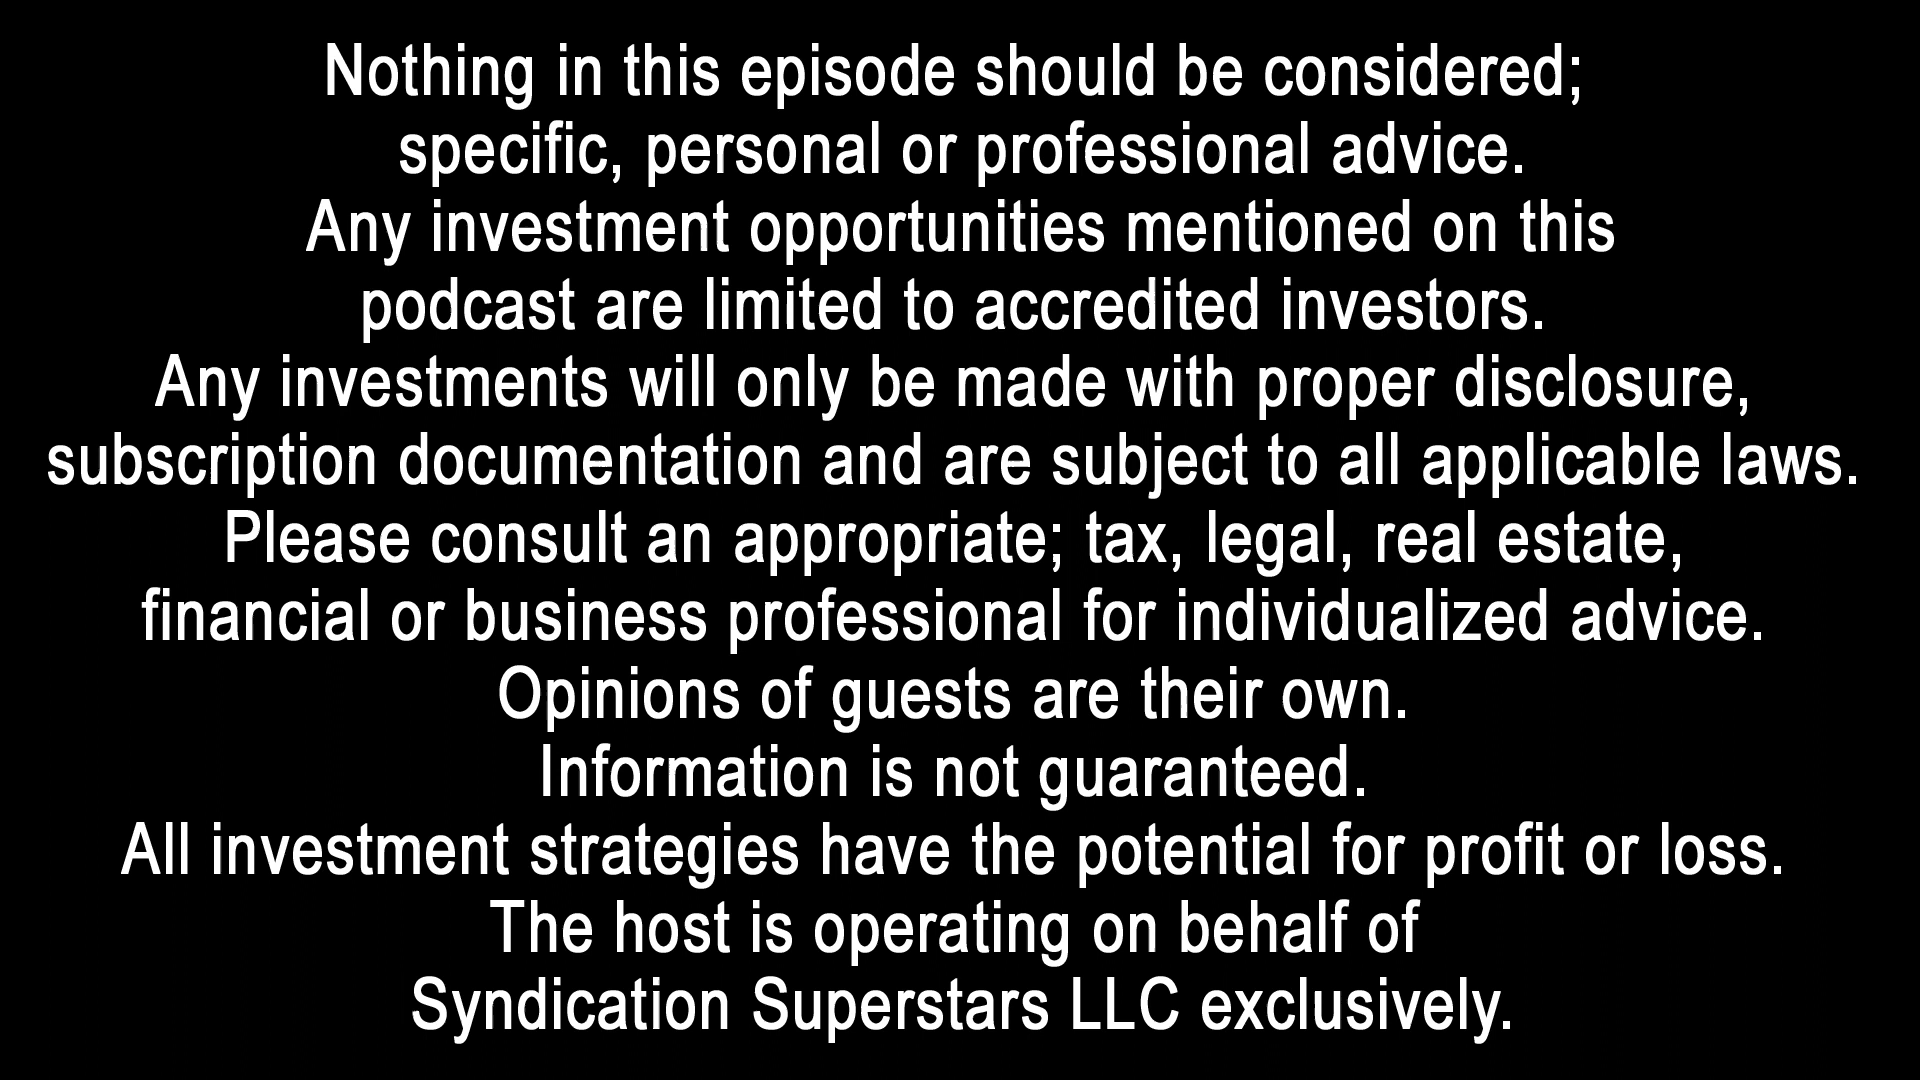 Nothing in this episode should be considered;
specific, personal or professional advice.
Any investment opportunities mentioned on this
podcast are limited to accredited investors.
Any investments will only be made with proper disclosure,
subscription documentation and are subject to all applicable laws.
Please consult an appropriate; tax, legal, real estate,
financial or business professional for individualized advice.
Opinions of guests are their own.
Information is not guaranteed.
All investment strategies have the potential for profit or loss.
The host is operating on behalf of
Syndication Superstars LLC exclusively.